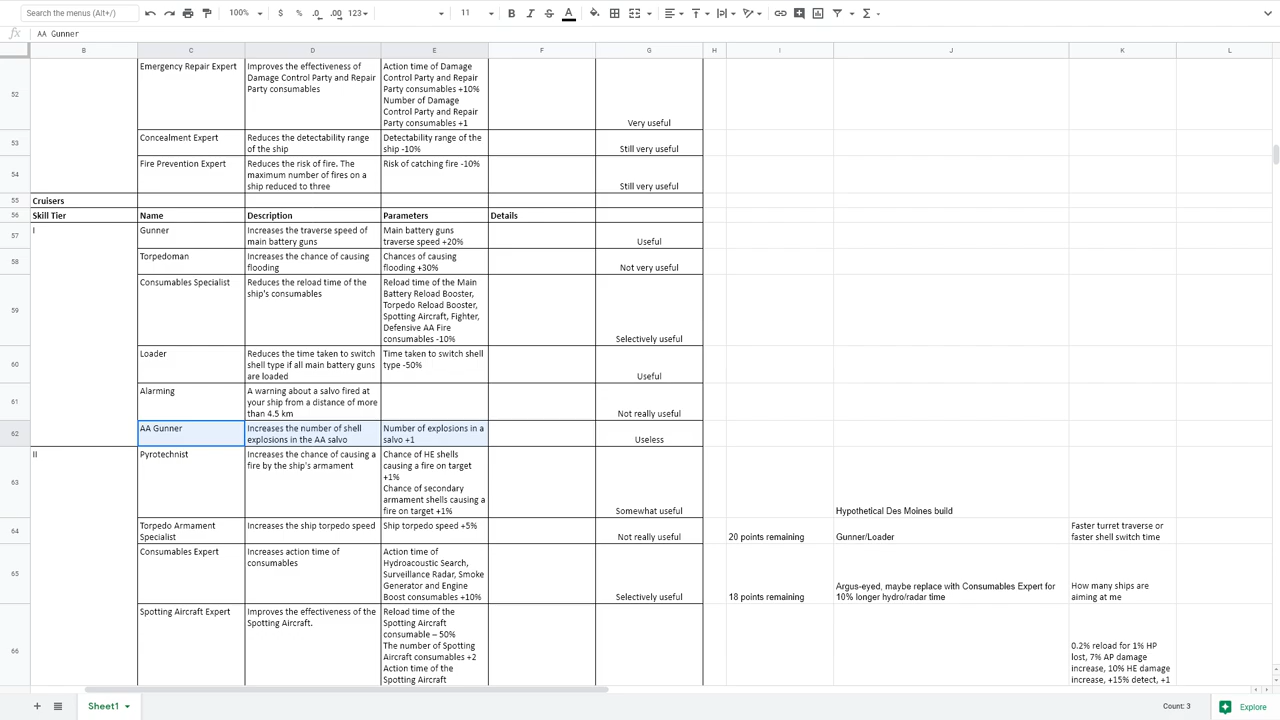 Search the menus (Alt+/)
100%
$ % .0 .00 123
11
B I S A
fx AA Gunner
B C D E F G H I J K L
52
Emergency Repair Expert
Improves the effectiveness of
Damage Control Party and Repair
Party consumables
Action time of Damage
Control Party and Repair
Party consumables +10%
Number of Damage
Control Party and Repair
Party consumables +1
Very useful
53
Concealment Expert
Reduces the detectability range
of the ship
Detectability range of the
ship -10%
Still very useful
54
Fire Prevention Expert
Reduces the risk of fire. The
maximum number of fires on a
ship reduced to three
Risk of catching fire -10%
Still very useful
55
Cruisers
56
Skill Tier
Name
Description
Parameters
Details
57
I
Gunner
Increases the traverse speed of
main battery guns
Main battery guns
traverse speed +20%
Useful
58
Torpedoman
Increases the chance of causing
flooding
Chances of causing
flooding +30%
Not very useful
59
Consumables Specialist
Reduces the reload time of the
ship's consumables
Reload time of the Main
Battery Reload Booster,
Torpedo Reload Booster,
Spotting Aircraft, Fighter,
Defensive AA Fire
consumables -10%
Selectively useful
60
Loader
Reduces the time taken to switch
shell type if all main battery guns
are loaded
Time taken to switch shell
type -50%
Useful
61
Alarming
A warning about a salvo fired at
your ship from a distance of more
than 4.5 km
Not really useful
62
AA Gunner
Increases the number of shell
explosions in the AA salvo
Number of explosions in a
salvo +1
Useless
63
II
Pyrotechnist
Increases the chance of causing a
fire by the ship's armament
Chance of HE shells
causing a fire on target
+1%
Chance of secondary
armament shells causing a
fire on target +1%
Somewhat useful
Hypothetical Des Moines build
64
Torpedo Armament
Specialist
Increases the ship torpedo speed
Ship torpedo speed +5%
Not really useful
20 points remaining
Gunner/Loader
Faster turret traverse or
faster shell switch time
65
Consumables Expert
Increases action time of
consumables
Action time of
Hydroacoustic Search,
Surveillance Radar, Smoke
Generator and Engine
Boost consumables +10%
Selectively useful
18 points remaining
Argus-eyed, maybe replace with Consumables Expert for
10% longer hydro/radar time
How many ships are
aiming at me
66
Spotting Aircraft Expert
Improves the effectiveness of the
Spotting Aircraft.
Reload time of the
Spotting Aircraft
consumable – 50%
The number of Spotting
Aircraft consumables +2
Action time of the
Spotting Aircraft
0.2% reload for 1% HP
lost, 7% AP damage
increase, 10% HE damage
increase, +15% detect, +1
Sheet1
Count: 3
Explore